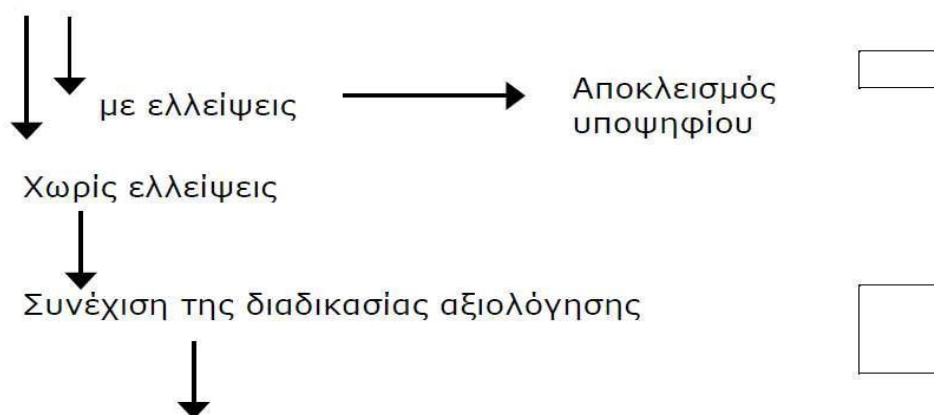 με ελλείψεις
Αποκλεισμός
υποψηφίου
Χωρίς ελλείψεις
Συνέχιση της διαδικασίας αξιολόγησης